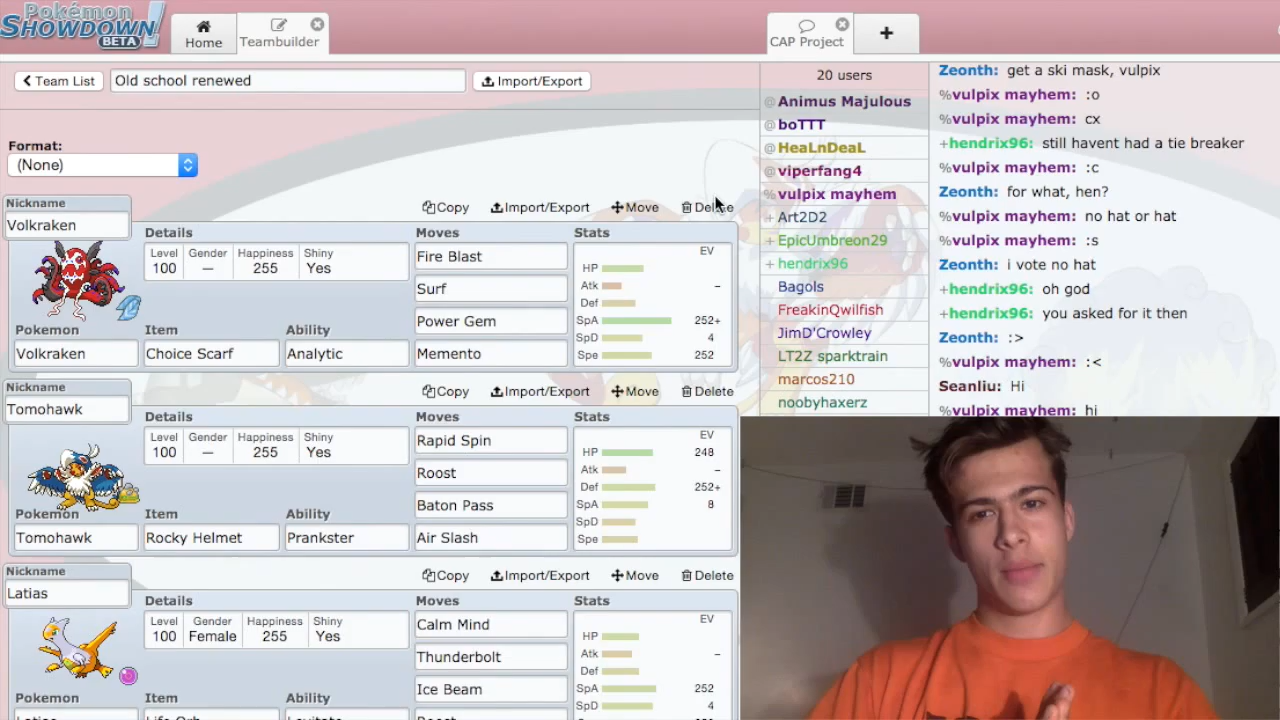 Pokémon
SHOWDOWN!
BETA
Home
Teambuilder
CAP Project
Team List
Old school renewed
Import/Export
Format:
(None)
Nickname
Volkraken
Copy Import/Export Move Delete
Details
Level Gender Happiness Shiny
100 — 255 Yes
Moves
Fire Blast
Surf
Power Gem
Memento
Stats
EV
HP
Atk –
Def
SpA 252+
SpD 4
Spe 252
Pokemon Item Ability
Volkraken Choice Scarf Analytic
Nickname
Tomohawk
Copy Import/Export Move Delete
Details
Level Gender Happiness Shiny
100 — 255 Yes
Moves
Rapid Spin
Roost
Baton Pass
Air Slash
Stats
EV
HP 248
Atk –
Def 252+
SpA 8
SpD
Spe
Pokemon Item Ability
Tomohawk Rocky Helmet Prankster
Nickname
Latias
Copy Import/Export Move Delete
Details
Level Gender Happiness Shiny
100 Female 255 Yes
Moves
Calm Mind
Thunderbolt
Ice Beam
Stats
EV
HP
Atk –
Def
SpA 252
SpD 4
Pokemon Item Ability
Latias Life Orb Levitate Roost
20 users
@Animus Majulous
@boTTT
@HeaLnDeaL
@viperfang4
%vulpix mayhem
+Art2D2
+EpicUmbreon29
+hendrix96
Bagols
FreakinQwilfish
JimD'Crowley
LT2Z sparktrain
marcos210
noobyhaxerz
Zeonth: get a ski mask, vulpix
%vulpix mayhem: :o
%vulpix mayhem: cx
+hendrix96: still havent had a tie breaker
%vulpix mayhem: :c
Zeonth: for what, hen?
%vulpix mayhem: no hat or hat
%vulpix mayhem: :s
Zeonth: i vote no hat
+hendrix96: oh god
+hendrix96: you asked for it then
Zeonth: :>
%vulpix mayhem: :<
Seanliu: Hi
%vulpix mayhem: hi